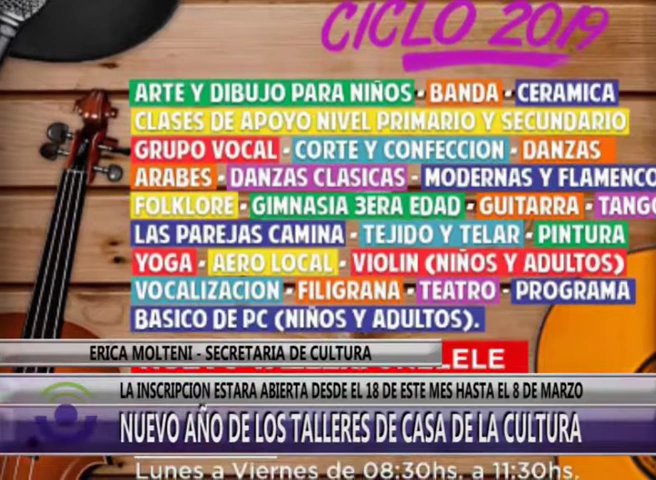 CICLO 2019
ARTE Y DIBUJO PARA NIÑOS - BANDA - CERAMICA
CLASES DE APOYO NIVEL PRIMARIO Y SECUNDARIO
GRUPO VOCAL - CORTE Y CONFECCION - DANZAS
ARABES - DANZAS CLASICAS - MODERNAS Y FLAMENCO
FOLKLORE - GIMNASIA 3ERA EDAD - GUITARRA - TANGO
LAS PAREJAS CAMINA - TEJIDO Y TELAR - PINTURA
YOGA - AERO LOCAL - VIOLIN (NIÑOS Y ADULTOS)
VOCALIZACION - FILIGRANA - TEATRO - PROGRAMA
BASICO DE PC (NIÑOS Y ADULTOS).
ELE
ERICA MOLTENI - SECRETARIA DE CULTURA
LA INSCRIPCION ESTARA ABIERTA DESDE EL 18 DE ESTE MES HASTA EL 8 DE MARZO
NUEVO AÑO DE LOS TALLERES DE CASA DE LA CULTURA
Lunes a Viernes de 08:30hs. a 11:30hs.